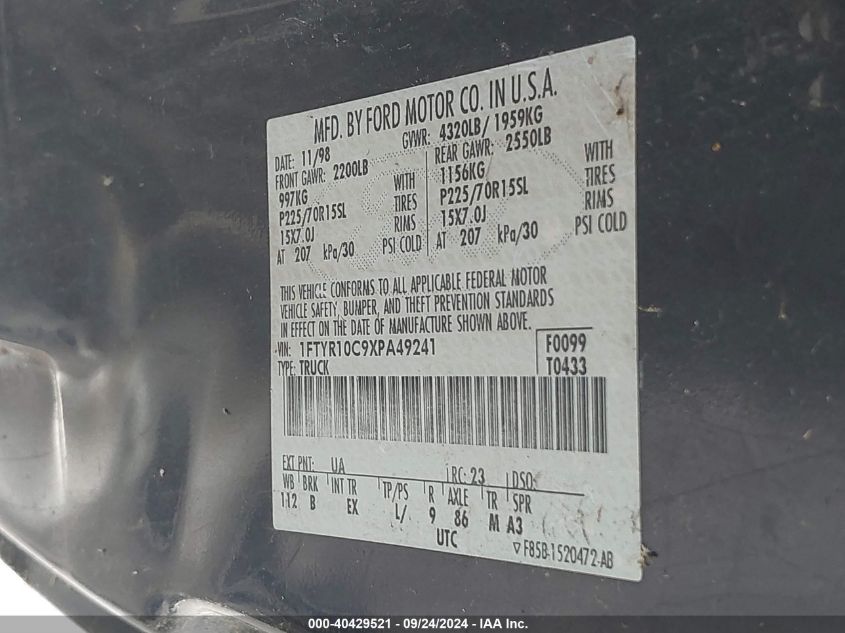 MFD. BY FORD MOTOR CO. IN U.S.A.
DATE: 11/98 GVWR: 4320LB/ 1959KG
FRONT GAWR: 2200LB REAR GAWR: 2550LB
997KG WITH 1156KG WITH
P225/70R15SL TIRES P225/70R15SL TIRES
15X7.0J RIMS 15X7.0J RIMS
AT 207 kPa/30 PSI COLD AT 207 kPa/30 PSI COLD
THIS VEHICLE CONFORMS TO ALL APPLICABLE FEDERAL MOTOR
VEHICLE SAFETY, BUMPER, AND THEFT PREVENTION STANDARDS
IN EFFECT ON THE DATE OF MANUFACTURE SHOWN ABOVE.
VIN: 1FTYR10C9XPA49241 F0099
TYPE: TRUCK T0433
EXT PNT: UA RC: 23 DSO:
WB BRK INT TR TP/PS R AXLE TR SPR
112 B EX L/ 9 86 M A3
UTC
▽ F85B-1520472-AB
000-40429521 - 09/24/2024 - IAA Inc.